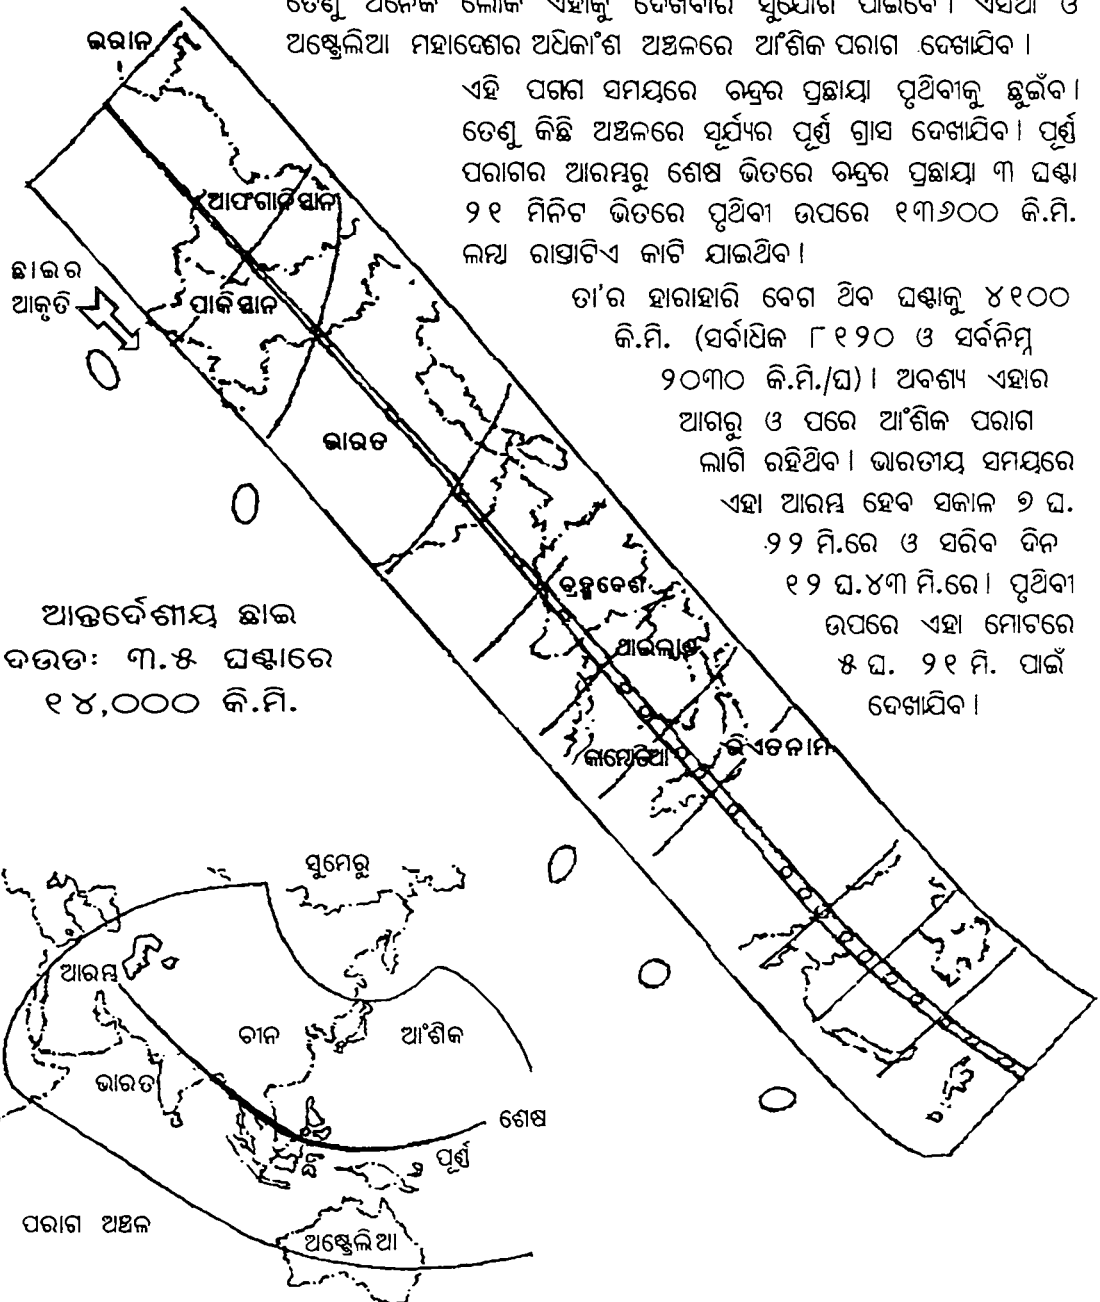 ତେଣୁ ଅନେକ ଲୋକ ଏହାକୁ ଦେଖିବାର ସୁଯୋଗ ପାଇବେ। ଏସିଆ ଓ
ଅଷ୍ଟ୍ରେଲିଆ ମହାଦେଶର ଅଧିକାଂଶ ଅଞ୍ଚଳରେ ଆଂଶିକ ପରାଗ ଦେଖାଯିବ।
ଏହି ପରାଗ ସମୟରେ ଚନ୍ଦ୍ରର ପ୍ରଛାୟା ପୃଥିବୀକୁ ଛୁଇଁବ।
ତେଣୁ କିଛି ଅଞ୍ଚଳରେ ସୂର୍ଯ୍ୟର ପୂର୍ଣ୍ଣ ଗ୍ରାସ ଦେଖାଯିବ। ପୂର୍ଣ୍ଣ
ପରାଗର ଆରମ୍ଭରୁ ଶେଷ ଭିତରେ ଚନ୍ଦ୍ରର ପ୍ରଛାୟା ୩ ଘଣ୍ଟା
୨୧ ମିନିଟ ଭିତରେ ପୃଥିବୀ ଉପରେ ୧୩୬୦୦ କି.ମି.
ଲମ୍ବ ରାସ୍ତାଟିଏ କାଟି ଯାଇଥିବ।
ତା'ର ହାରାହାରି ବେଗ ଥିବ ଘଣ୍ଟାକୁ ୪୧୦୦
କି.ମି. (ସର୍ବାଧିକ ୮୧୨୦ ଓ ସର୍ବନିମ୍ନ
୨୦୩୦ କି.ମି./ଘ)। ଅବଶ୍ୟ ଏହାର
ଆଗରୁ ଓ ପରେ ଆଂଶିକ ପରାଗ
ଲାଗି ରହିଥିବ। ଭାରତୀୟ ସମୟରେ
ଏହା ଆରମ୍ଭ ହେବ ସକାଳ ୭ ଘ.
୨୨ ମି.ରେ ଓ ସରିବ ଦିନ
୧୨ ଘ.୪୩ ମି.ରେ। ପୃଥିବୀ
ଉପରେ ଏହା ମୋଟରେ
୫ ଘ. ୨୧ ମି. ପାଇଁ
ଦେଖାଯିବ।
ଇରାନ
ଆଫଗାନିସ୍ତାନ
ଛାଇର
ଆକୃତି
ପାକିସ୍ତାନ
ଭାରତ
ବ୍ରହ୍ମଦେଶ
ଥାଇଲାଣ୍ଡ
କାମ୍ବୋଡିଆ
ଭିଏତନାମ
ଆନ୍ତର୍ଦେଶୀୟ ଛାଇ
ଦଉଡ: ୩.୫ ଘଣ୍ଟାରେ
୧୪,୦୦୦ କି.ମି.
ସୁମେରୁ
ଆରମ୍ଭ
ଚୀନ
ଆଂଶିକ
ଭାରତ
ଶେଷ
ପୂର୍ଣ୍ଣ
ପରାଗ ଅଞ୍ଚଳ
ଅଷ୍ଟ୍ରେଲିଆ